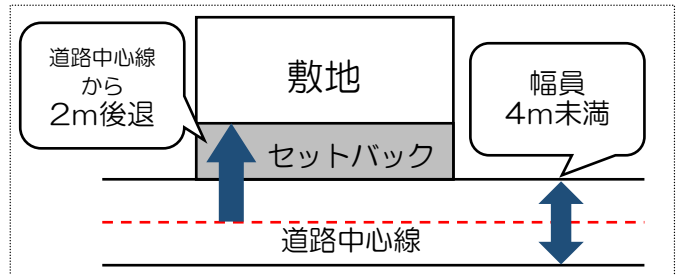 道路中心線
から
2m後退
敷地
セットバック
幅員
4m未満
道路中心線